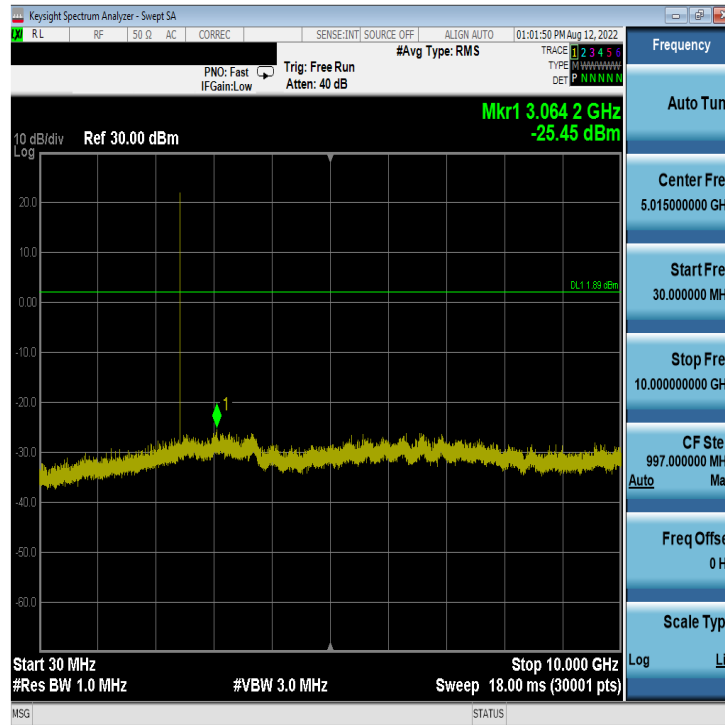 Keysight Spectrum Analyzer - Swept SA
RL RF 50 Ω AC CORREC SENSE:INT SOURCE OFF ALIGN AUTO 01:01:50 PM Aug 12, 2022
#Avg Type: RMS
TRACE 1 2 3 4 5 6
PNO: Fast Trig: Free Run TYPE MWWWWW
IFGain:Low Atten: 40 dB DET P N N N N N
Mkr1 3.064 2 GHz
-25.45 dBm
10 dB/div Ref 30.00 dBm
Log
20.0
10.0
DL1 1.89 dBm
0.00
-10.0
-20.0
1
-30.0
-40.0
-50.0
-60.0
Start 30 MHz Stop 10.000 GHz
#Res BW 1.0 MHz #VBW 3.0 MHz Sweep 18.00 ms (30001 pts)
MSG STATUS
Frequency
Auto Tun
Center Fre
5.015000000 GH
Start Fre
30.000000 MH
Stop Fre
10.000000000 GH
CF Ste
997.000000 MH
Auto Ma
Freq Offse
0 H
Scale Typ
Log Li